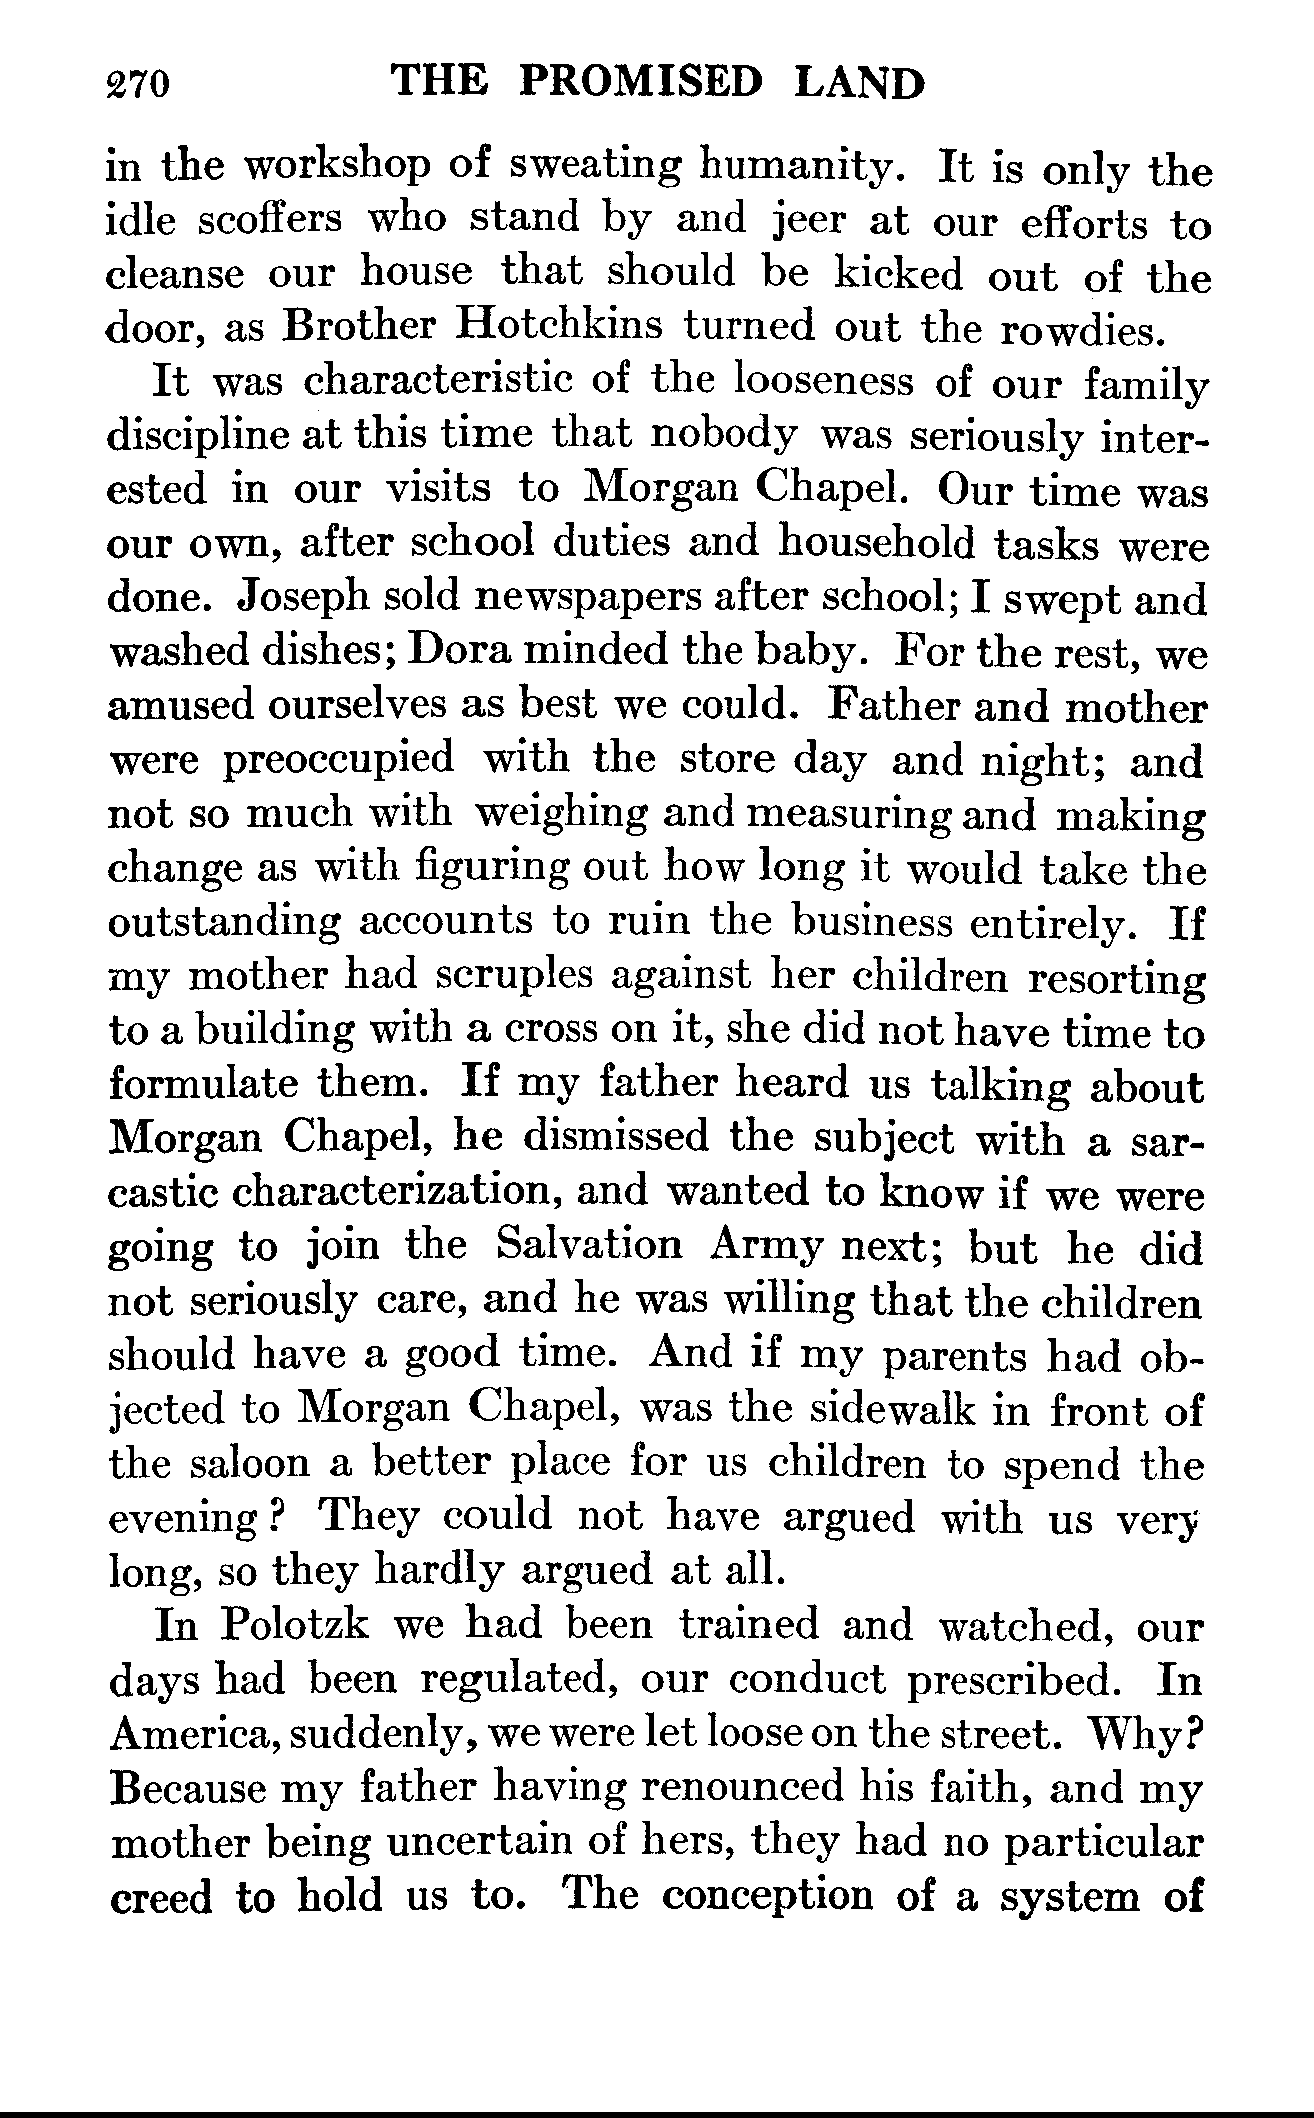 270 THE PROMISED LAND
in the workshop of sweating humanity. It is only the
idle scoffers who stand by and jeer at our efforts to
cleanse our house that should be kicked out of the
door, as Brother Hotchkins turned out the rowdies.
It was characteristic of the looseness of our family
discipline at this time that nobody was seriously inter-
ested in our visits to Morgan Chapel. Our time was
our own, after school duties and household tasks were
done. Joseph sold newspapers after school; I swept and
washed dishes; Dora minded the baby. For the rest, we
amused ourselves as best we could. Father and mother
were preoccupied with the store day and night; and
not so much with weighing and measuring and making
change as with figuring out how long it would take the
outstanding accounts to ruin the business entirely. If
my mother had scruples against her children resorting
to a building with a cross on it, she did not have time to
formulate them. If my father heard us talking about
Morgan Chapel, he dismissed the subject with a sar-
castic characterization, and wanted to know if we were
going to join the Salvation Army next; but he did
not seriously care, and he was willing that the children
should have a good time. And if my parents had ob-
jected to Morgan Chapel, was the sidewalk in front of
the saloon a better place for us children to spend the
evening? They could not have argued with us very
long, so they hardly argued at all.
In Polotzk we had been trained and watched, our
days had been regulated, our conduct prescribed. In
America, suddenly, we were let loose on the street. Why?
Because my father having renounced his faith, and my
mother being uncertain of hers, they had no particular
creed to hold us to. The conception of a system of